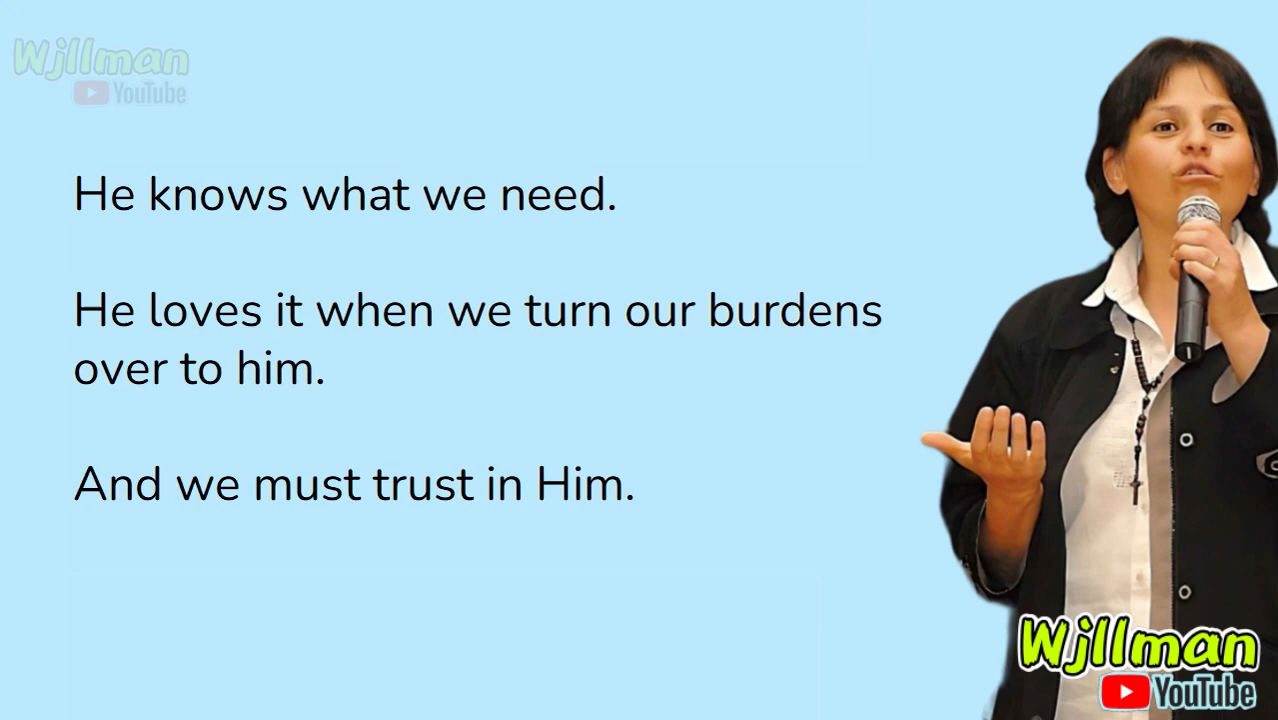 Wjllman
YouTube
He knows what we need.
He loves it when we turn our burdens
over to him.
And we must trust in Him.
Wjllman
YouTube